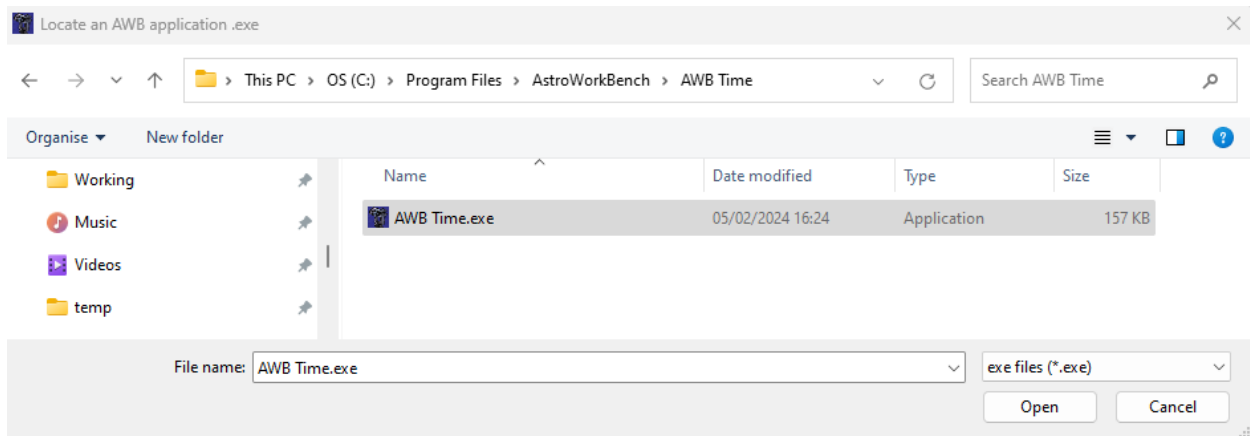 Locate an AWB application .exe
This PC > OS (C:) > Program Files > AstroWorkBench > AWB Time
Search AWB Time
Organise New folder
?
Name Date modified Type Size
Working
AWB Time.exe 05/02/2024 16:24 Application 157 KB
Music
Videos
temp
File name: AWB Time.exe exe files (*.exe)
Open Cancel